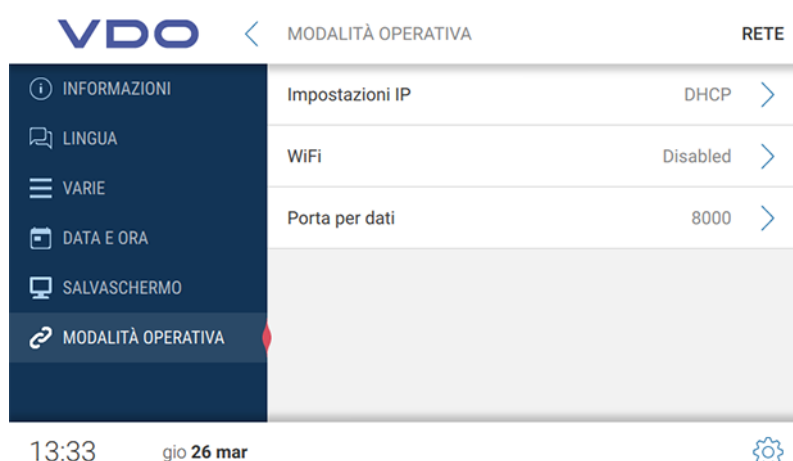 VDO
MODALITÀ OPERATIVA
RETE
INFORMAZIONI
LINGUA
VARIE
DATA E ORA
SALVASCHERMO
MODALITÀ OPERATIVA
Impostazioni IP DHCP
WiFi Disabled
Porta per dati 8000
13:33 gio 26 mar